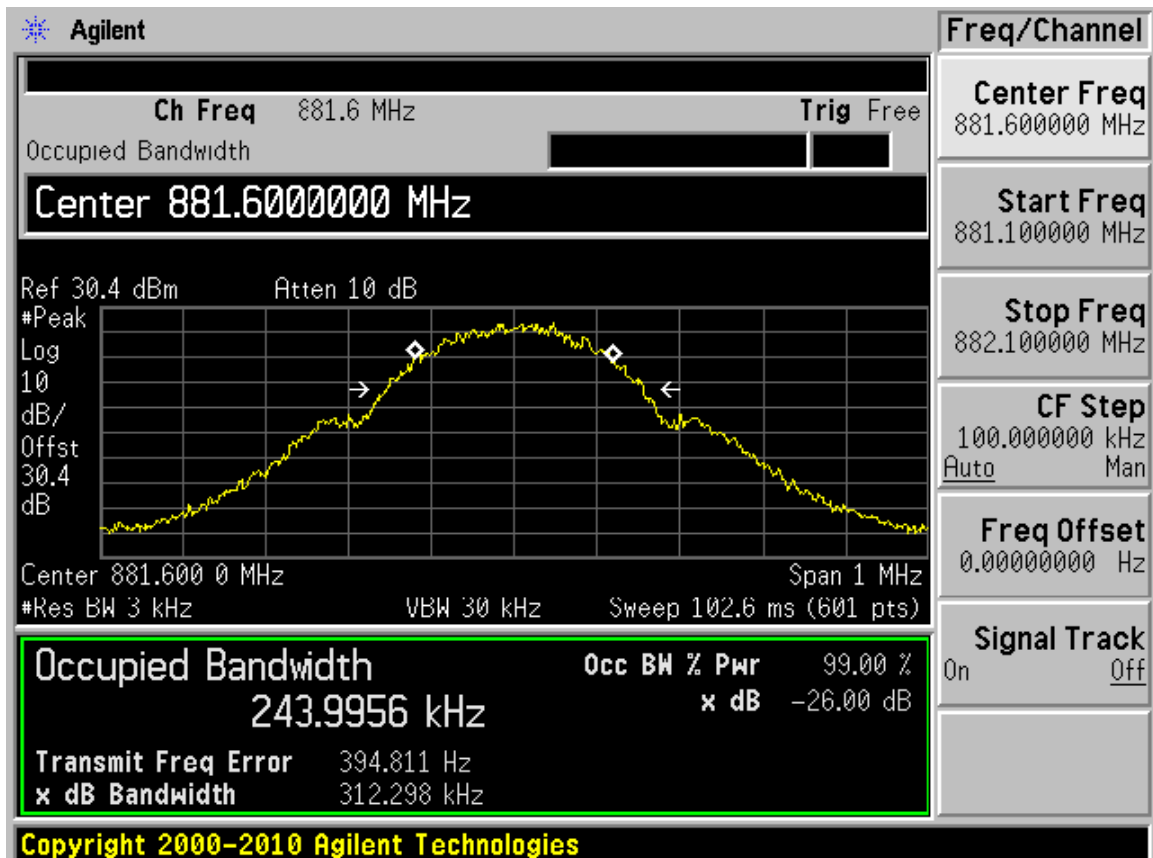 Agilent
Freq/Channel
Ch Freq 881.6 MHz Trig Free
Occupied Bandwidth
Center 881.6000000 MHz
Ref 30.4 dBm Atten 10 dB
#Peak
Log
10
dB/
Offst
30.4
dB
Center 881.600 0 MHz Span 1 MHz
#Res BW 3 kHz VBW 30 kHz Sweep 102.6 ms (601 pts)
Occupied Bandwidth
243.9956 kHz
Occ BW % Pwr 99.00 %
x dB -26.00 dB
Transmit Freq Error 394.811 Hz
x dB Bandwidth 312.298 kHz
Copyright 2000-2010 Agilent Technologies
Center Freq
881.600000 MHz
Start Freq
881.100000 MHz
Stop Freq
882.100000 MHz
CF Step
100.000000 kHz
Auto Man
Freq Offset
0.00000000 Hz
Signal Track
On Off